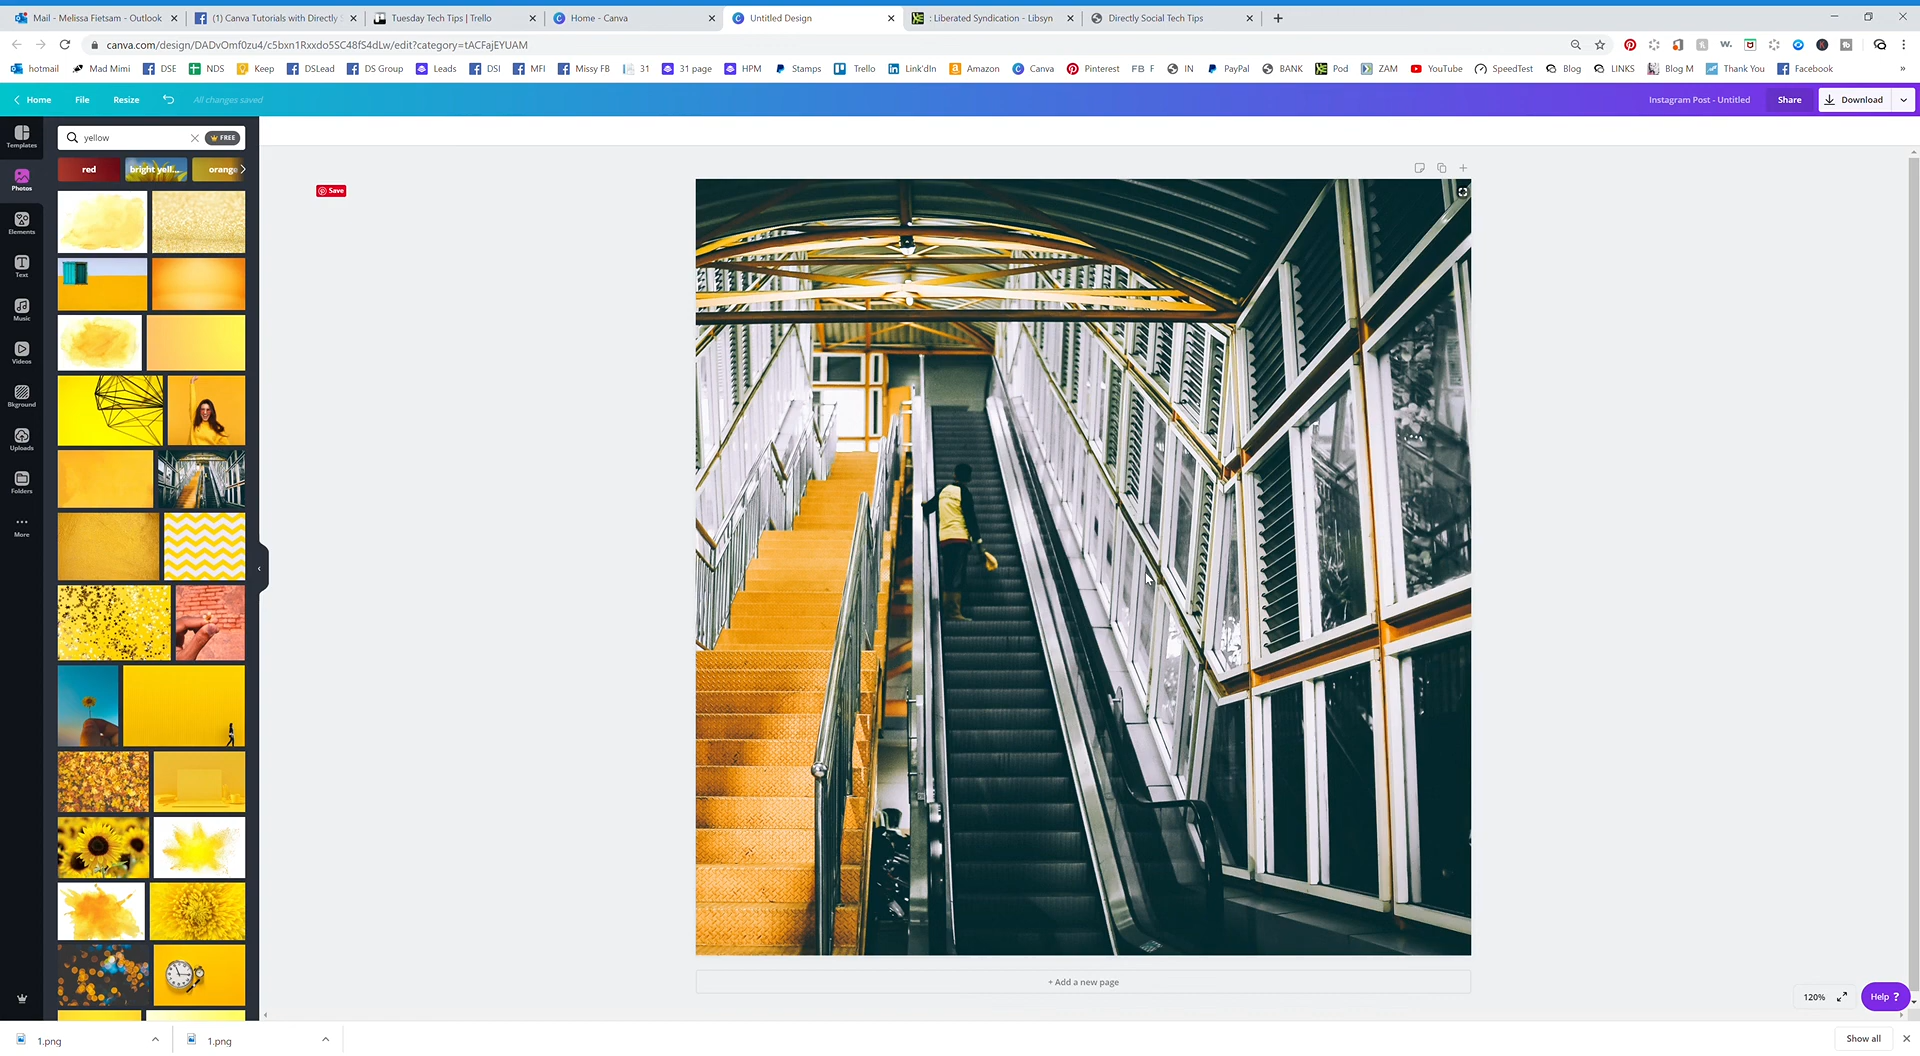 Mail - Melissa Fietsam - Outlook
(1) Canva Tutorials with Directly S
Tuesday Tech Tips | Trello
Home - Canva
Untitled Design
: Liberated Syndication - Libsyn
Directly Social Tech Tips
canva.com/design/DADvOmf0zu4/c5bxn1Rxxdo5SC48fS4dLw/edit?category=tACFajEYUAM
hotmail Mad Mimi DSE NDS Keep DSLead DS Group Leads DSI MFI Missy FB 31 31 page HPM Stamps Trello Link'dIn Amazon Canva Pinterest FB F IN PayPal BANK Pod ZAM YouTube SpeedTest Blog LINKS Blog M Thank You Facebook »
Home File Resize All changes saved Instagram Post - Untitled Share Download
Templates
Photos
Elements
Text
Music
Videos
Bkground
Uploads
Folders
More
yellow FREE
red bright yell... orange
Save
+ Add a new page
120% Help ?
1.png 1.png Show all